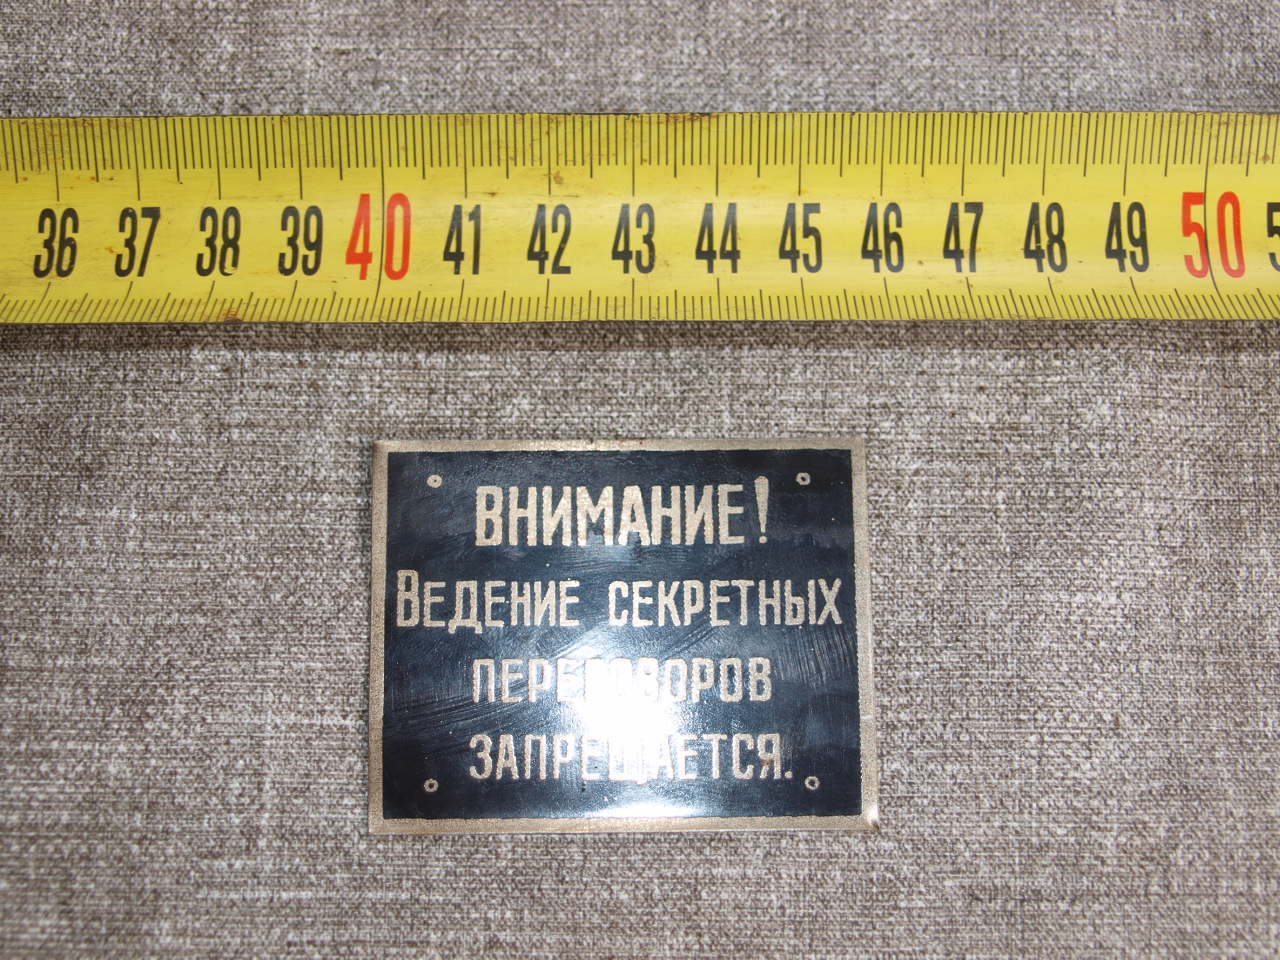 36 37 38 39 40 41 42 43 44 45 46 47 48 49 50 5
ВНИМАНИЕ!
ВЕДЕНИЕ СЕКРЕТНЫХ
ПЕРЕГОВОРОВ
ЗАПРЕЩАЕТСЯ.